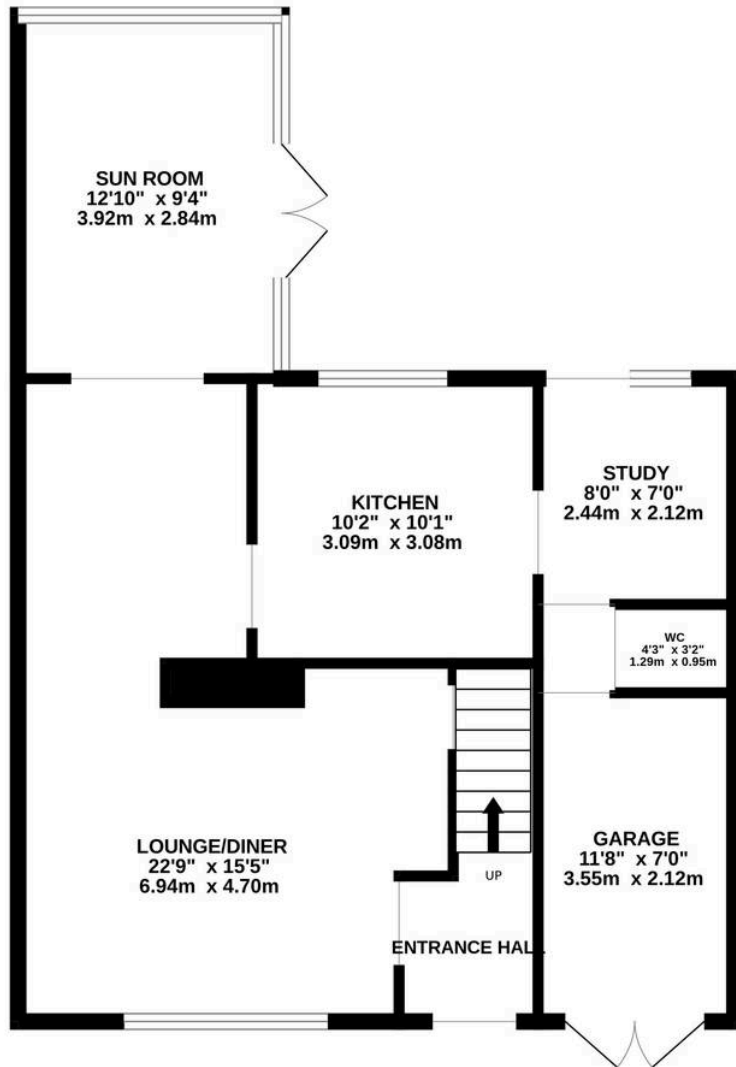 SUN ROOM
12'10" x 9'4"
3.92m x 2.84m
KITCHEN
10'2" x 10'1"
3.09m x 3.08m
STUDY
8'0" x 7'0"
2.44m x 2.12m
WC
4'3" x 3'2"
1.29m x 0.95m
LOUNGE/DINER
22'9" x 15'5"
6.94m x 4.70m
UP
ENTRANCE HALL
GARAGE
11'8" x 7'0"
3.55m x 2.12m